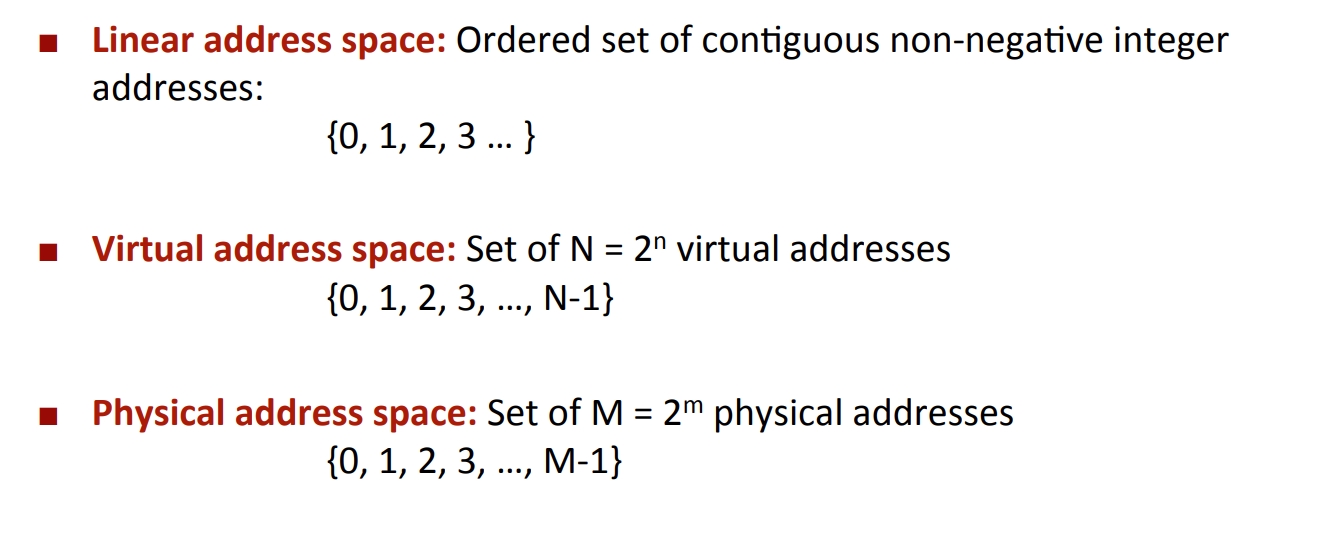 ■ Linear address space: Ordered set of contiguous non-negative integer
addresses:
{0, 1, 2, 3 … }
■ Virtual address space: Set of N = 2ⁿ virtual addresses
{0, 1, 2, 3, …, N-1}
■ Physical address space: Set of M = 2ᵐ physical addresses
{0, 1, 2, 3, …, M-1}